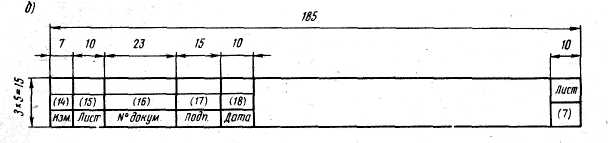 б)
185
7 10 23 15 10 10
3×5=15
Лист
(14) (15) (16) (17) (18)
(7)
Изм. Лист № докум. Подп. Дата